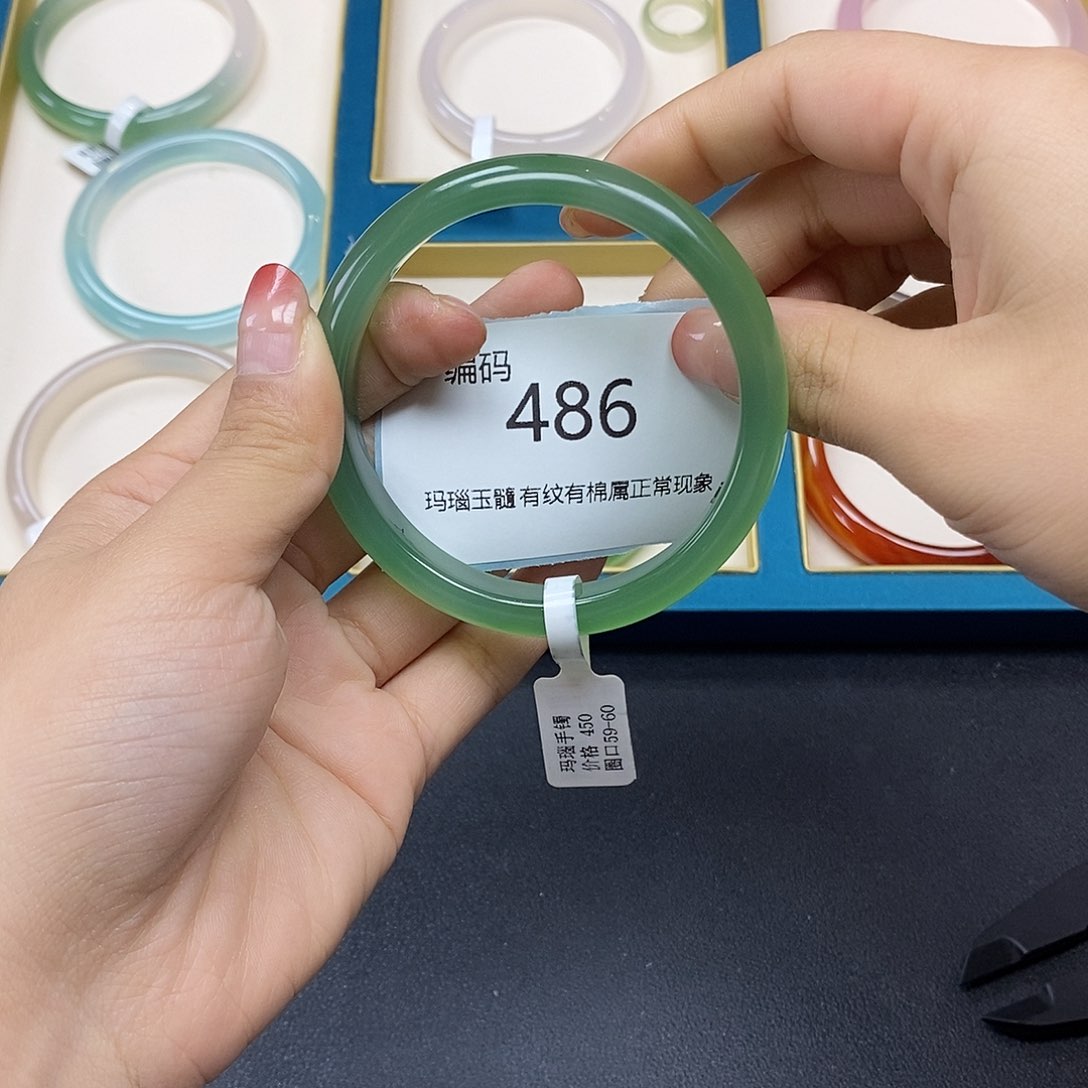 编码
486
玛瑙玉髓有纹有棉属正常现象
玛瑙手镯
价格 450
圈口59-60